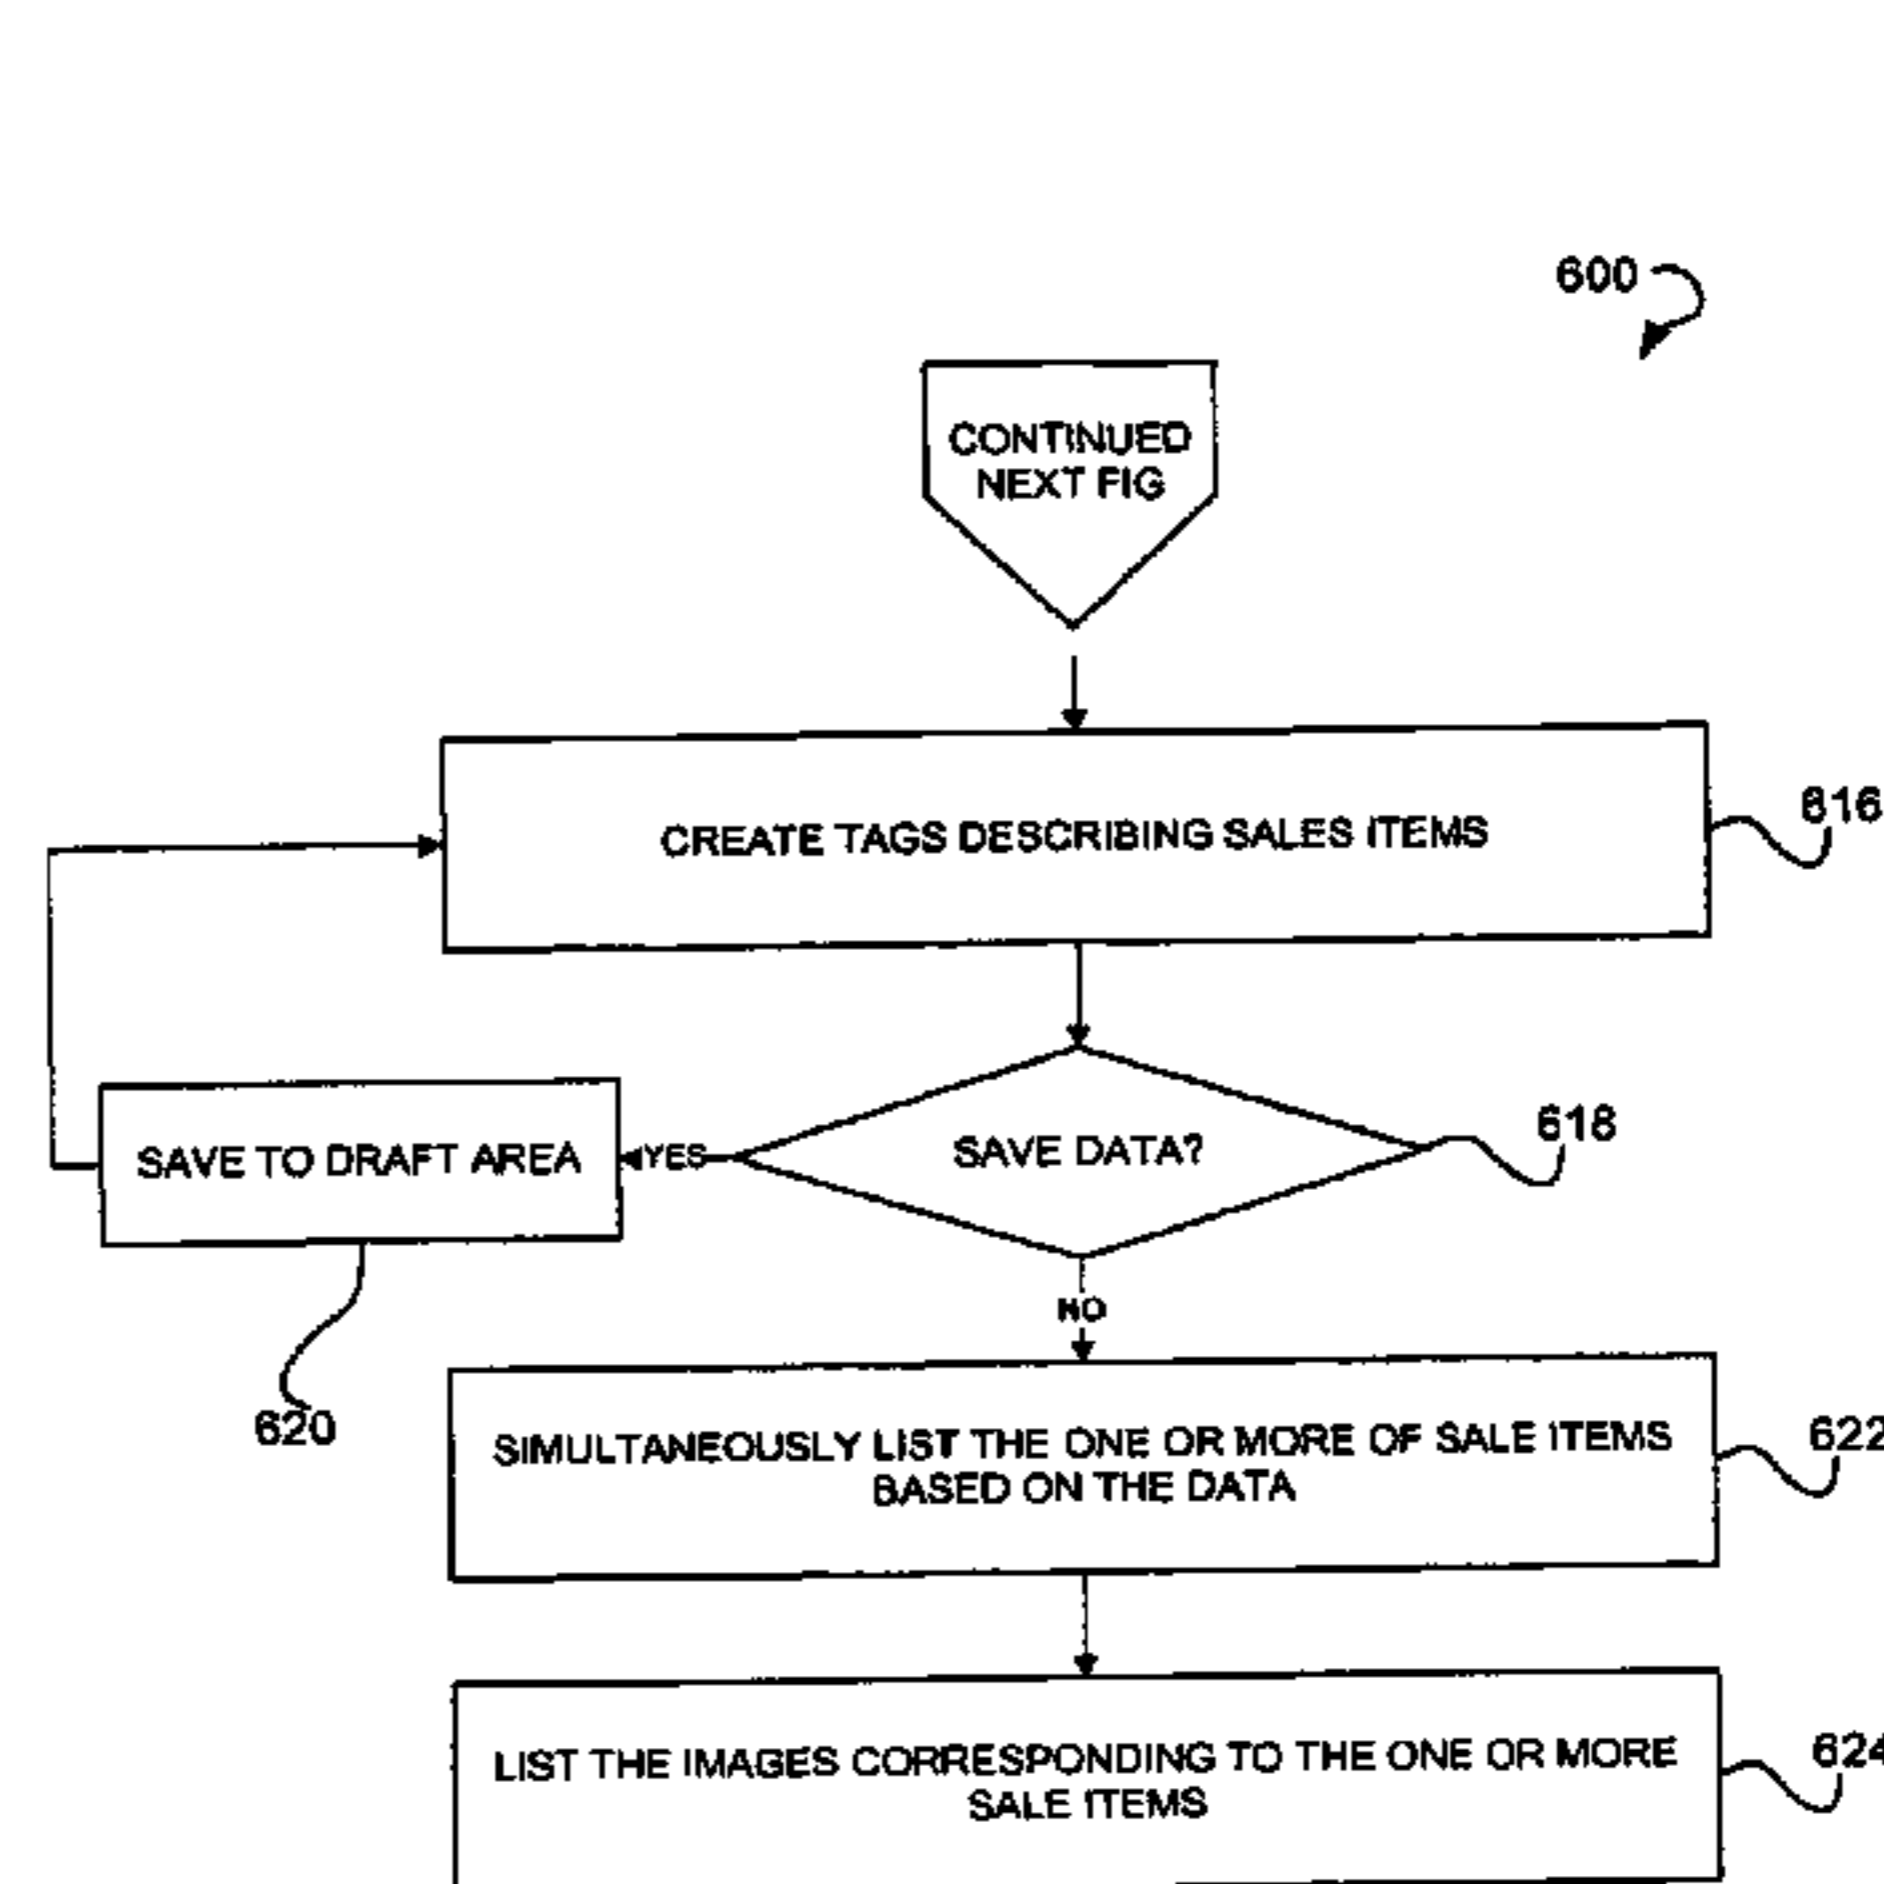 600
CONTINUED
NEXT FIG
CREATE TAGS DESCRIBING SALES ITEMS
616
SAVE TO DRAFT AREA
YES
SAVE DATA?
618
NO
620
SIMULTANEOUSLY LIST THE ONE OR MORE OF SALE ITEMS
BASED ON THE DATA
622
LIST THE IMAGES CORRESPONDING TO THE ONE OR MORE
SALE ITEMS
624